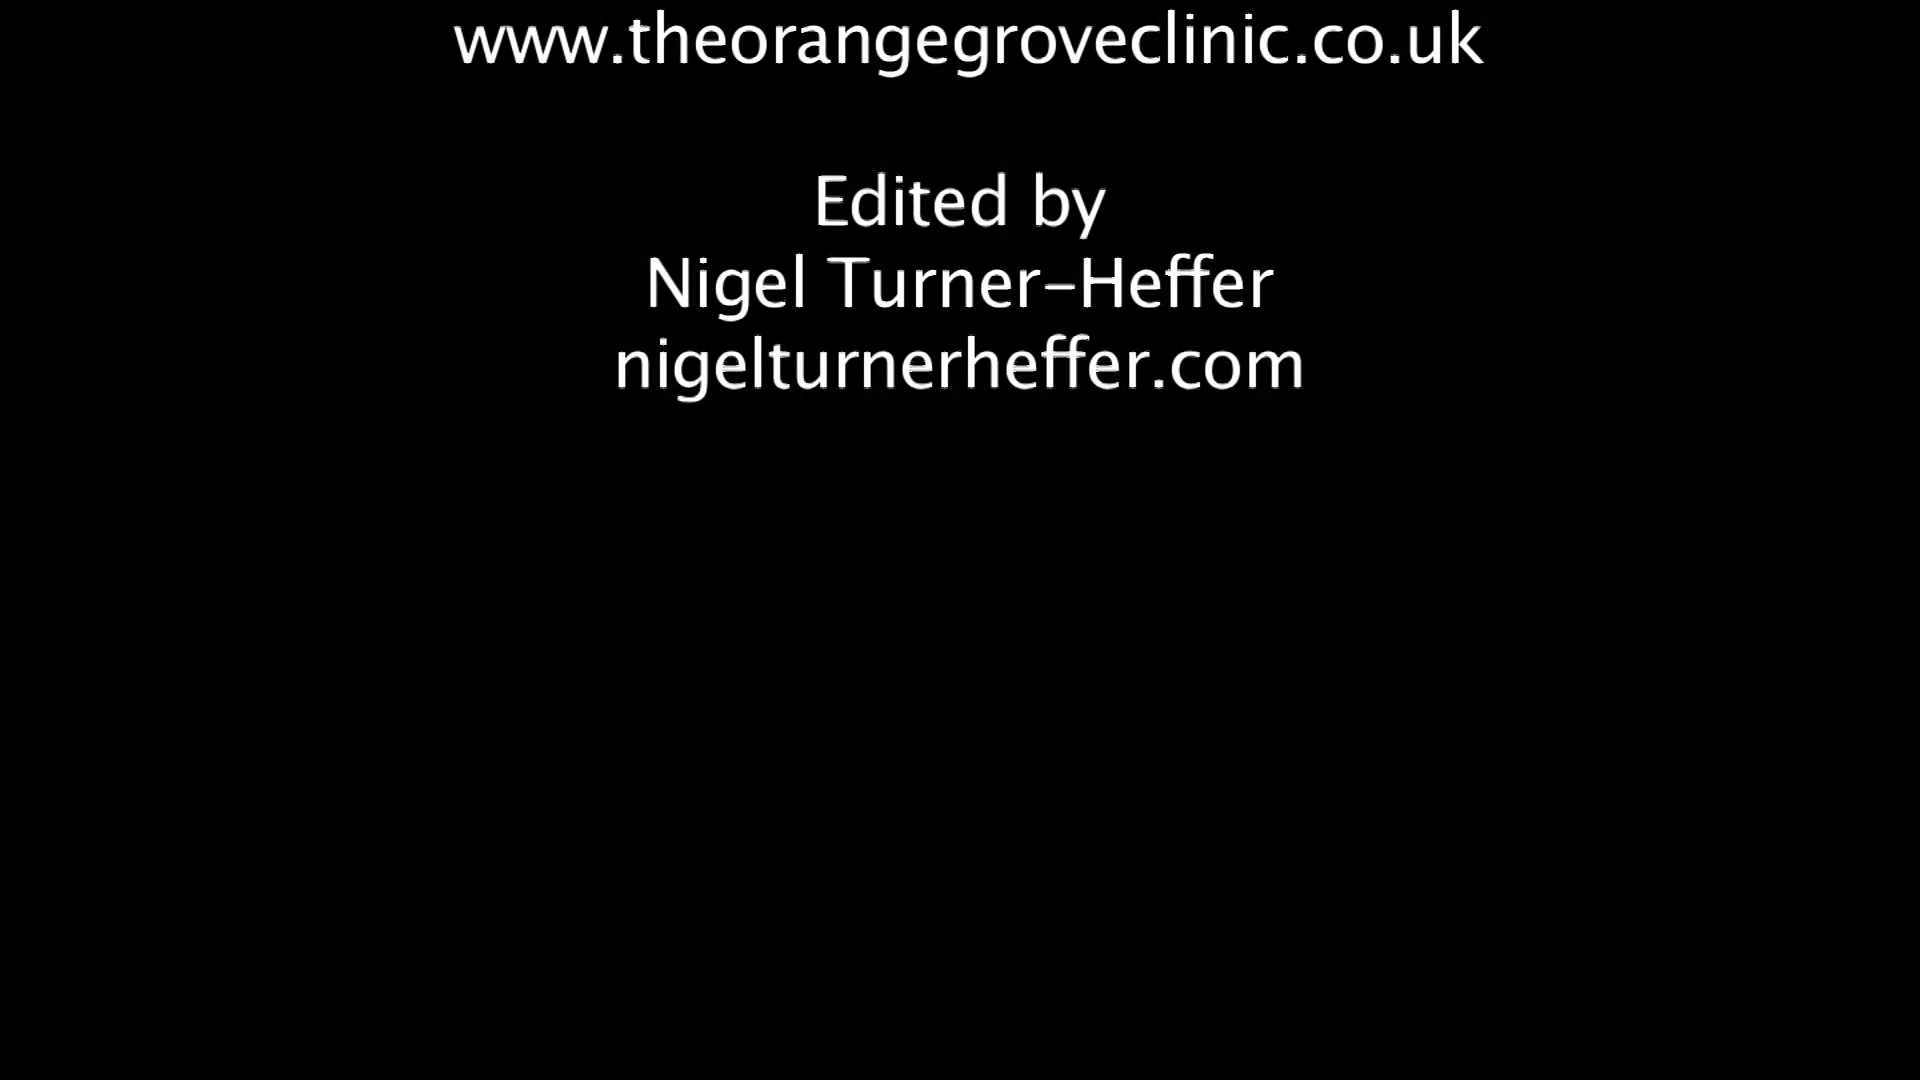 www.theorangegroveclinic.co.uk
Edited by
Nigel Turner-Heffer
nigelturnerheffer.com